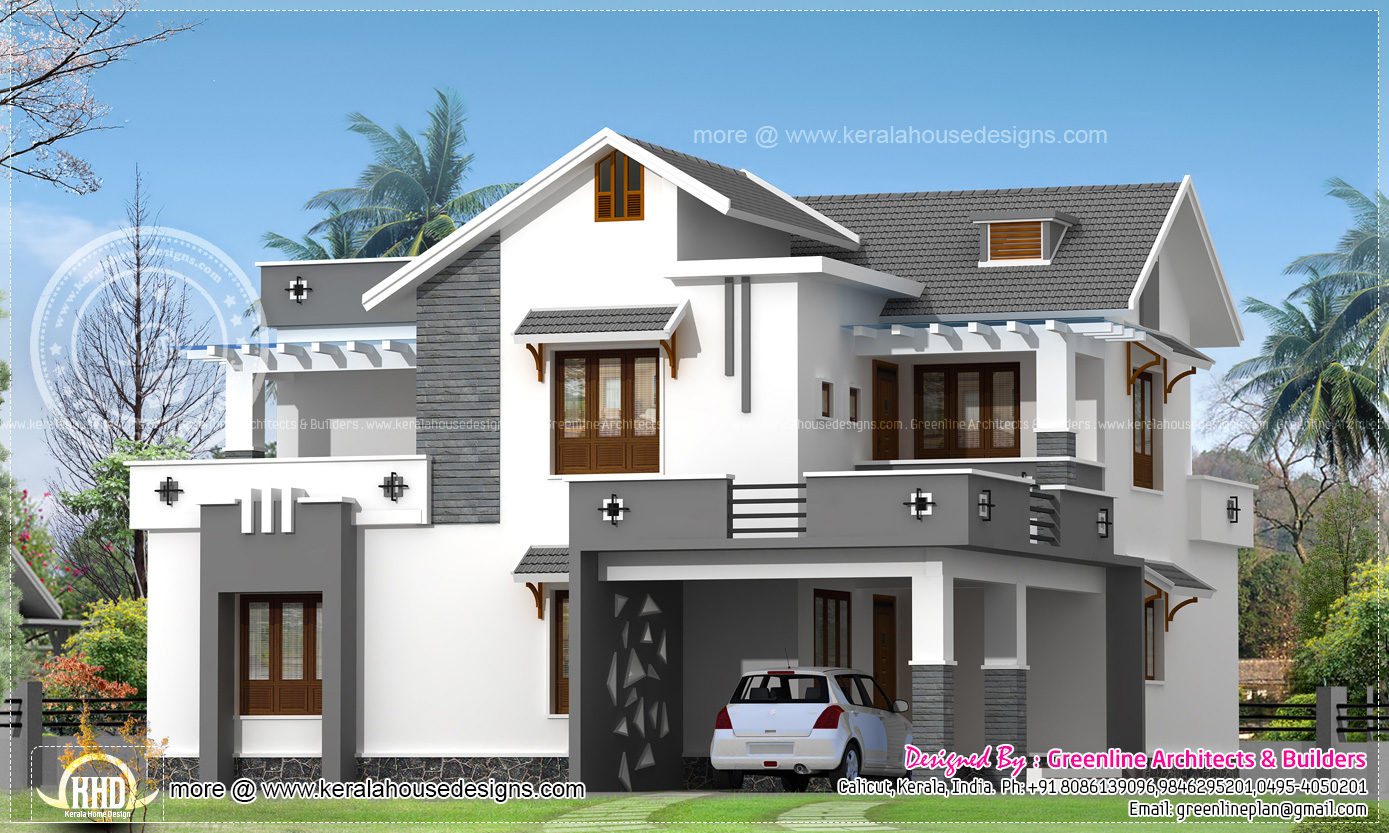 more @ www.keralahousedesigns.com
www.keralahousedesigns.com
Architects & Builders . www.keralahousedesigns.com . Greenline Architects & Builders . www.keralahousedesigns.com . Greenline Architects & Builders . www.keralahousedesigns.com
KHD
Kerala Home Design
more @ www.keralahousedesigns.com
Designed By : Greenline Architects & Builders
Calicut, Kerala, India. Ph: +91 8086139096,9846295201,0495-4050201
Email: greenlineplan@gmail.com